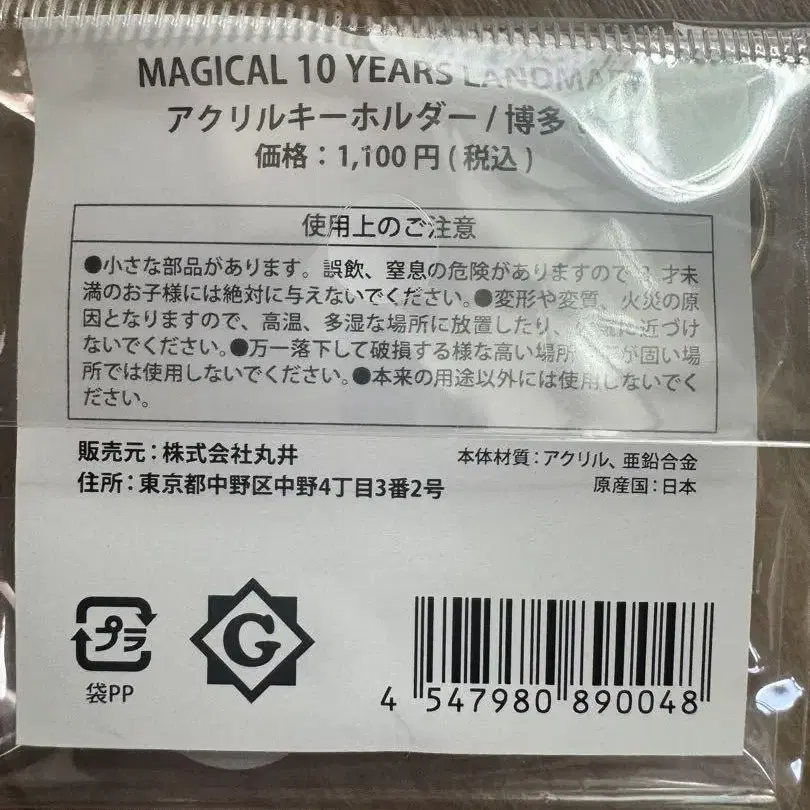 MAGICAL 10 YEARS LANDMA
アクリルキーホルダー / 博多
価格：1,100 円 ( 税込 )
使用上のご注意
●小さな部品があります。誤飲、窒息の危険がありますので 才未
満のお子様には絶対に与えないでください。●変形や変質、火災の原
因となりますので、高温、多湿な場所に放置したり、 近づけ
ないでください。●万一落下して破損する様な高い場所 が固い場
所では使用しないでください。●本来の用途以外には使用しないでく
ださい。
販売元：株式会社丸井
住所：東京都中野区中野4丁目3番2号
本体材質：アクリル、亜鉛合金
原産国：日本
プラ
袋PP
G
4 547980 890048